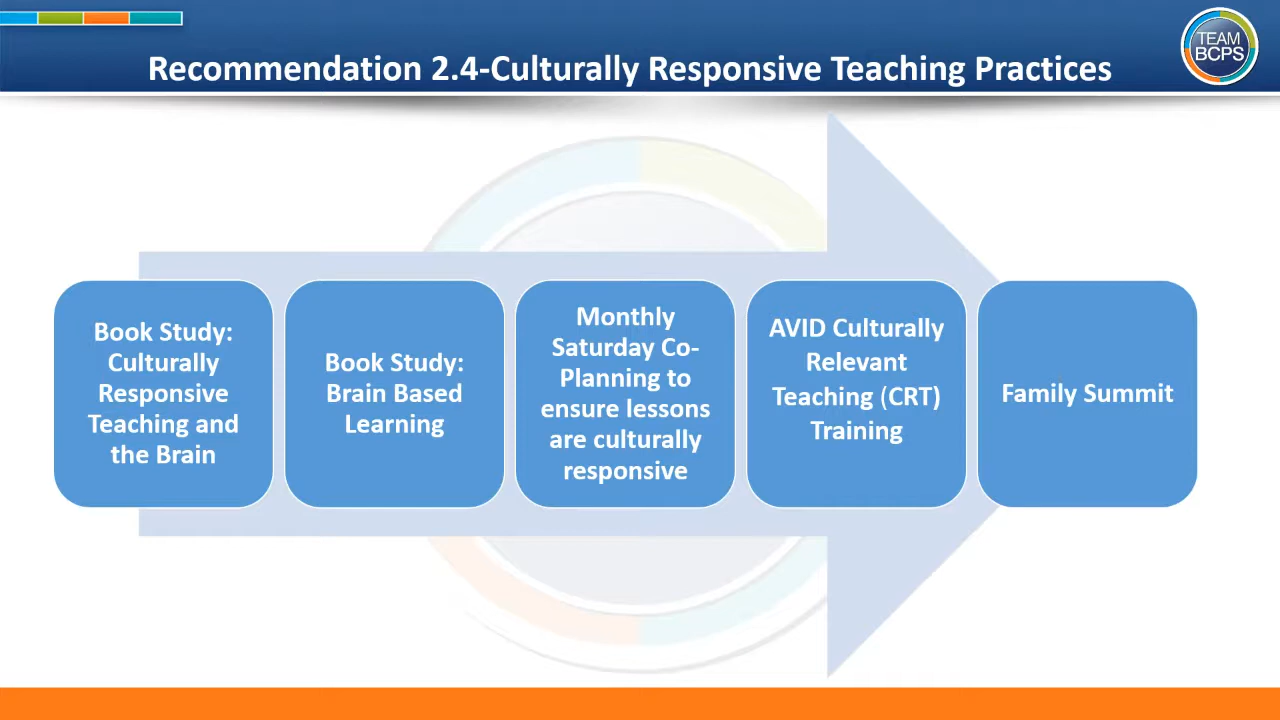 Recommendation 2.4-Culturally Responsive Teaching Practices
TEAM
BCPS
Book Study:
Culturally
Responsive
Teaching and
the Brain
Book Study:
Brain Based
Learning
Monthly
Saturday Co-
Planning to
ensure lessons
are culturally
responsive
AVID Culturally
Relevant
Teaching (CRT)
Training
Family Summit